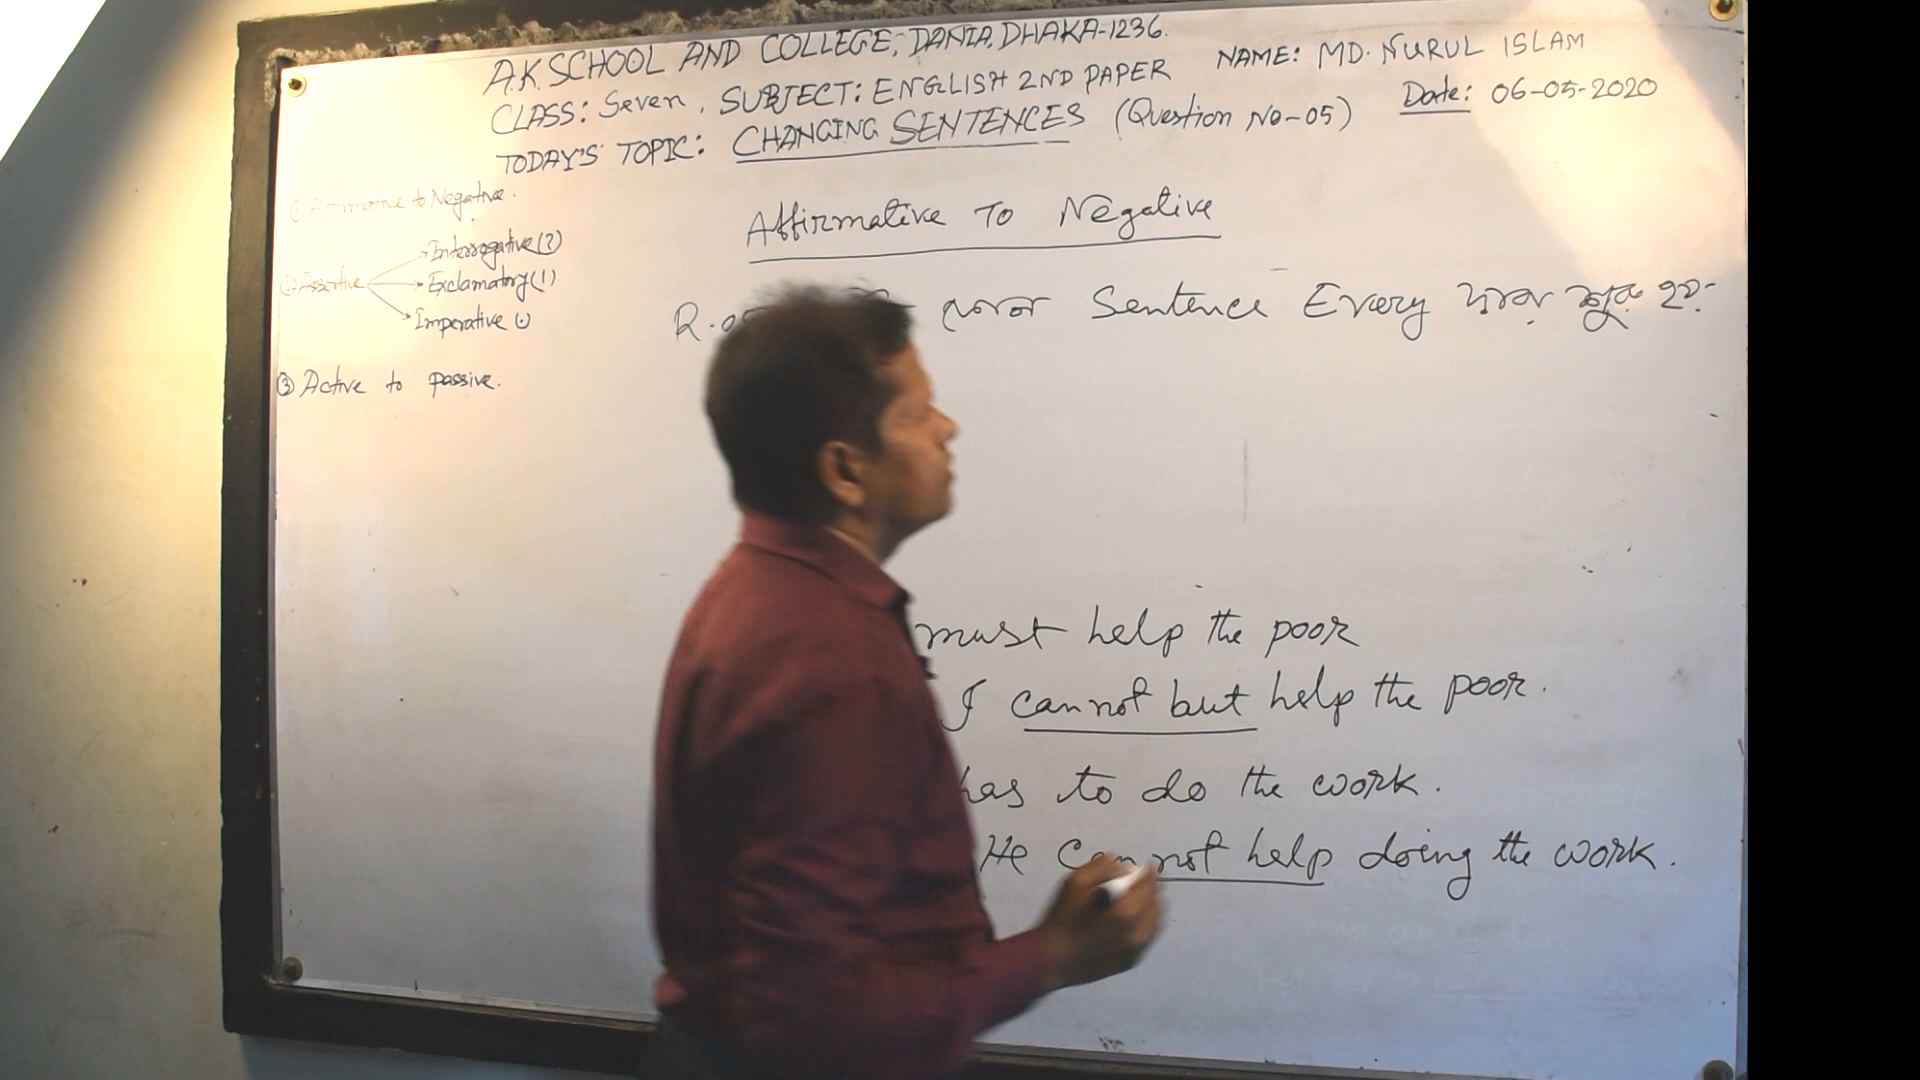 A.K. SCHOOL AND COLLEGE, DANIA, DHAKA-1236.
NAME: MD. NURUL ISLAM
CLASS: Seven, SUBJECT: ENGLISH 2ND PAPER
Date: 06-05-2020
TODAY'S TOPIC: CHANGING SENTENCES (Question No-05)
① Affirmative to Negative.
② Assertive
Interrogative (?)
Exclamatory (!)
Imperative (.)
③ Active to passive.
Affirmative To Negative
R. 05 কোন Sentence Every দ্বারা শুরু হলে
must help the poor
I cannot but help the poor.
has to do the work.
He cannot help doing the work.